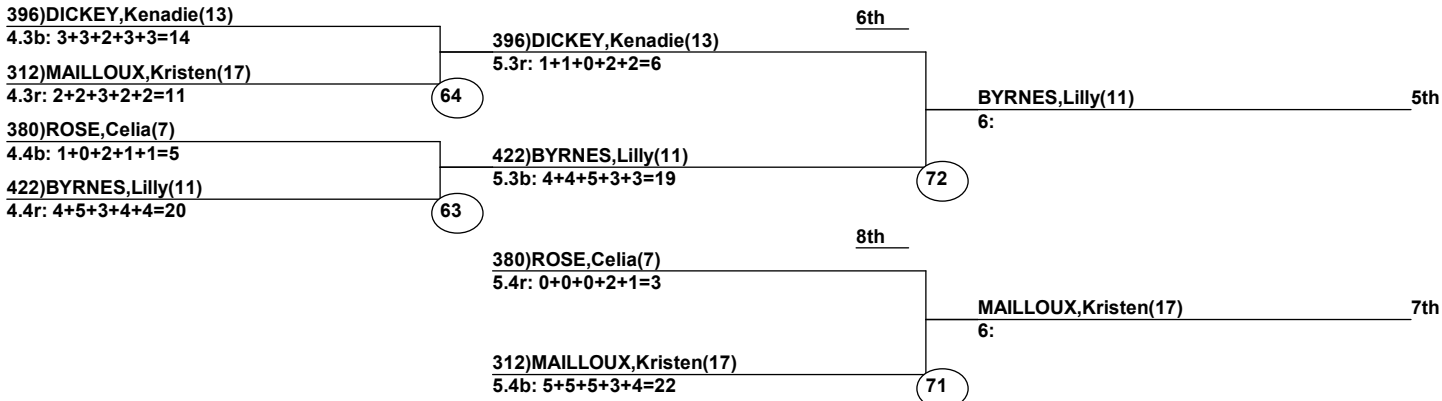 396)DICKEY,Kenadie(13)
4.3b: 3+3+2+3+3=14
312)MAILLOUX,Kristen(17)
4.3r: 2+2+3+2+2=11
64
380)ROSE,Celia(7)
4.4b: 1+0+2+1+1=5
422)BYRNES,Lilly(11)
4.4r: 4+5+3+4+4=20
63
396)DICKEY,Kenadie(13)
5.3r: 1+1+0+2+2=6
422)BYRNES,Lilly(11)
5.3b: 4+4+5+3+3=19
72
6th
BYRNES,Lilly(11) 5th
6:
380)ROSE,Celia(7)
5.4r: 0+0+0+2+1=3
312)MAILLOUX,Kristen(17)
5.4b: 5+5+5+3+4=22
71
8th
MAILLOUX,Kristen(17) 7th
6: